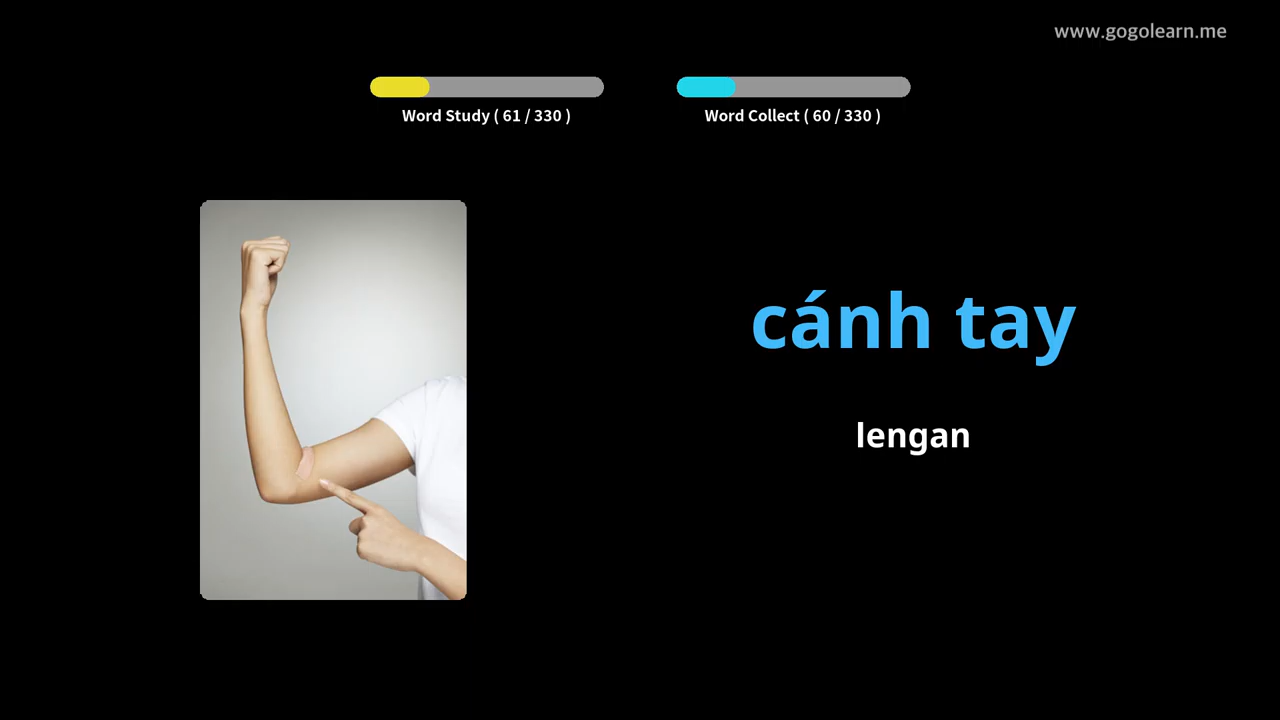 www.gogolearn.me
Word Study ( 61 / 330 )
Word Collect ( 60 / 330 )
cánh tay
lengan